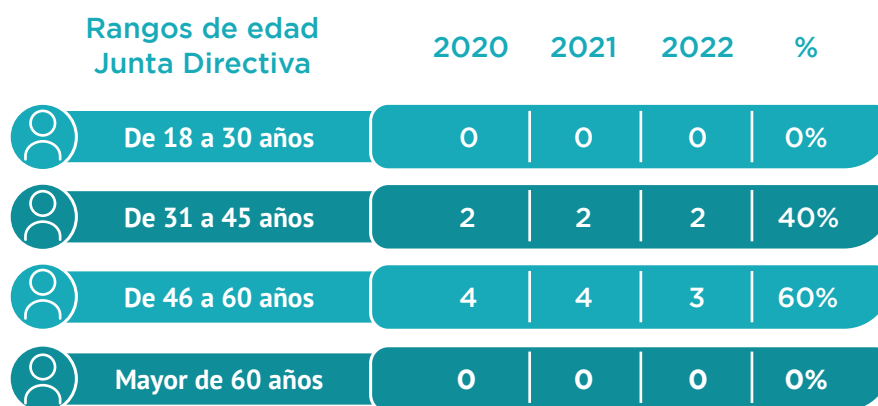 Rangos de edad
Junta Directiva 2020 2021 2022 %
De 18 a 30 años 0 0 0 0%
De 31 a 45 años 2 2 2 40%
De 46 a 60 años 4 4 3 60%
Mayor de 60 años 0 0 0 0%